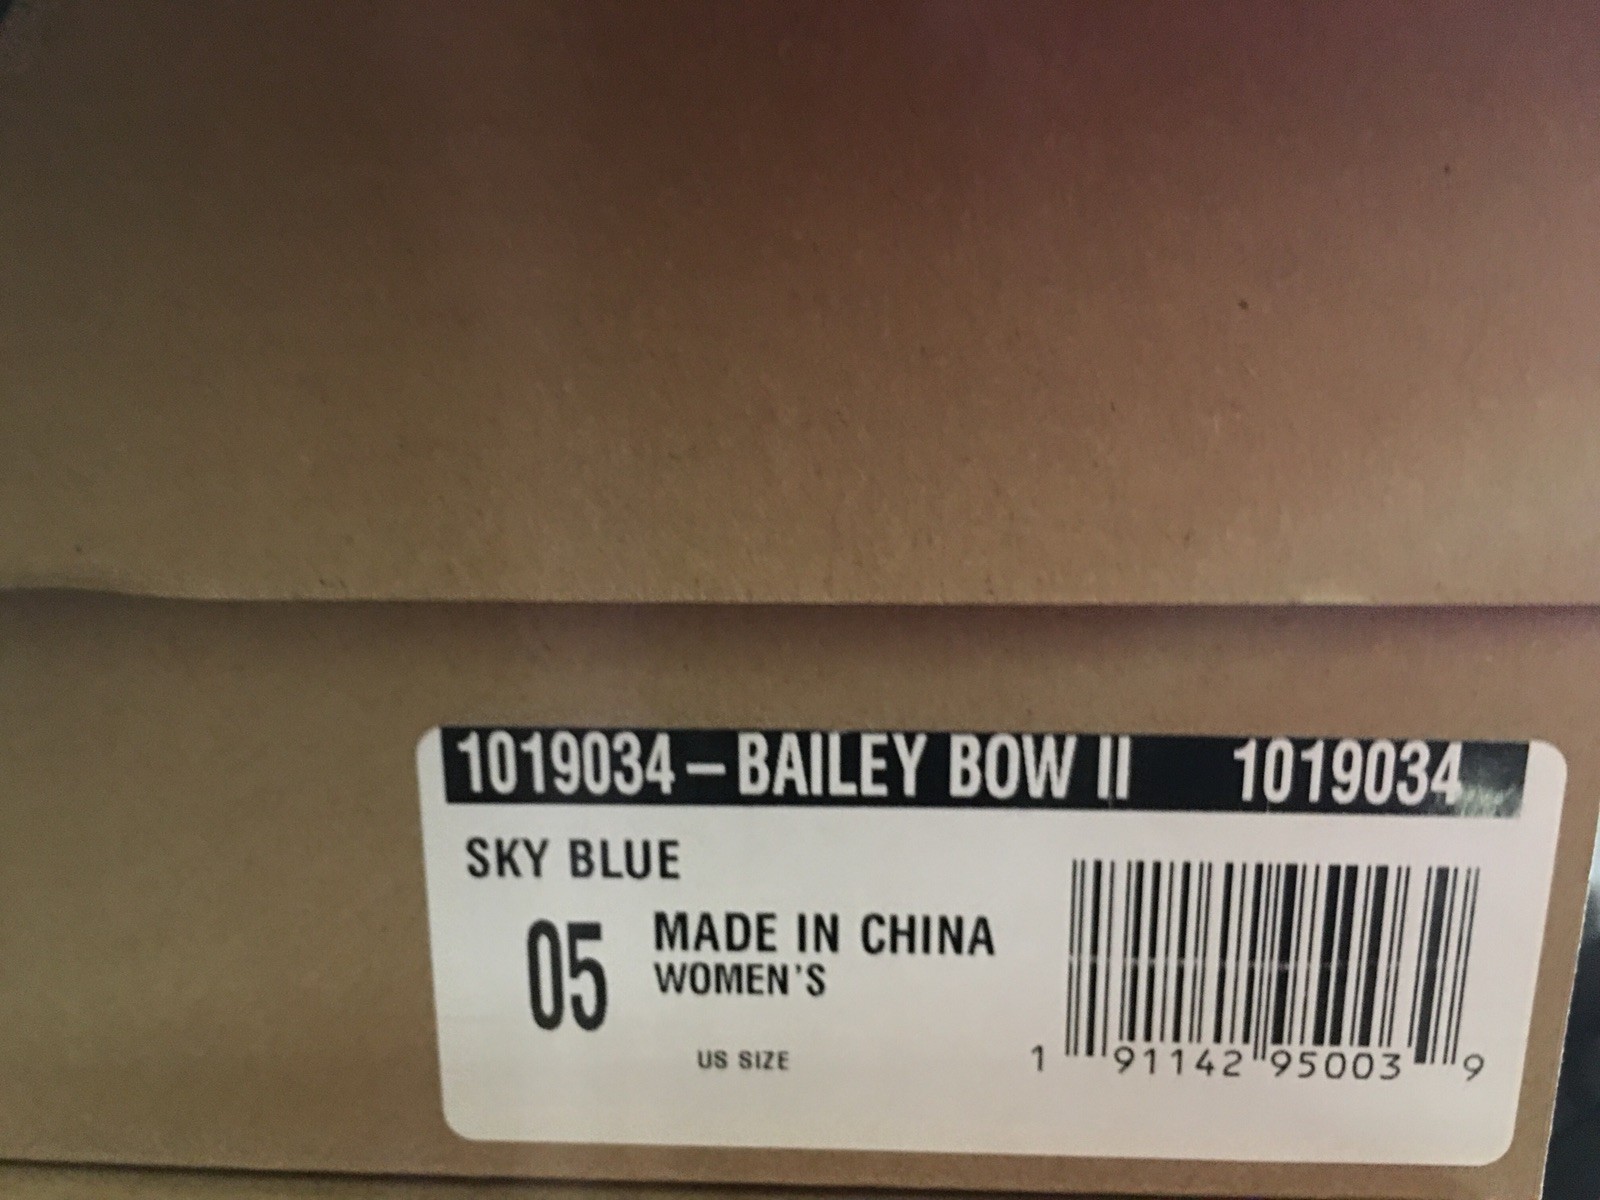 1019034 – BAILEY BOW II 1019034
SKY BLUE
05
MADE IN CHINA
WOMEN'S
US SIZE
1 91142 95003 9